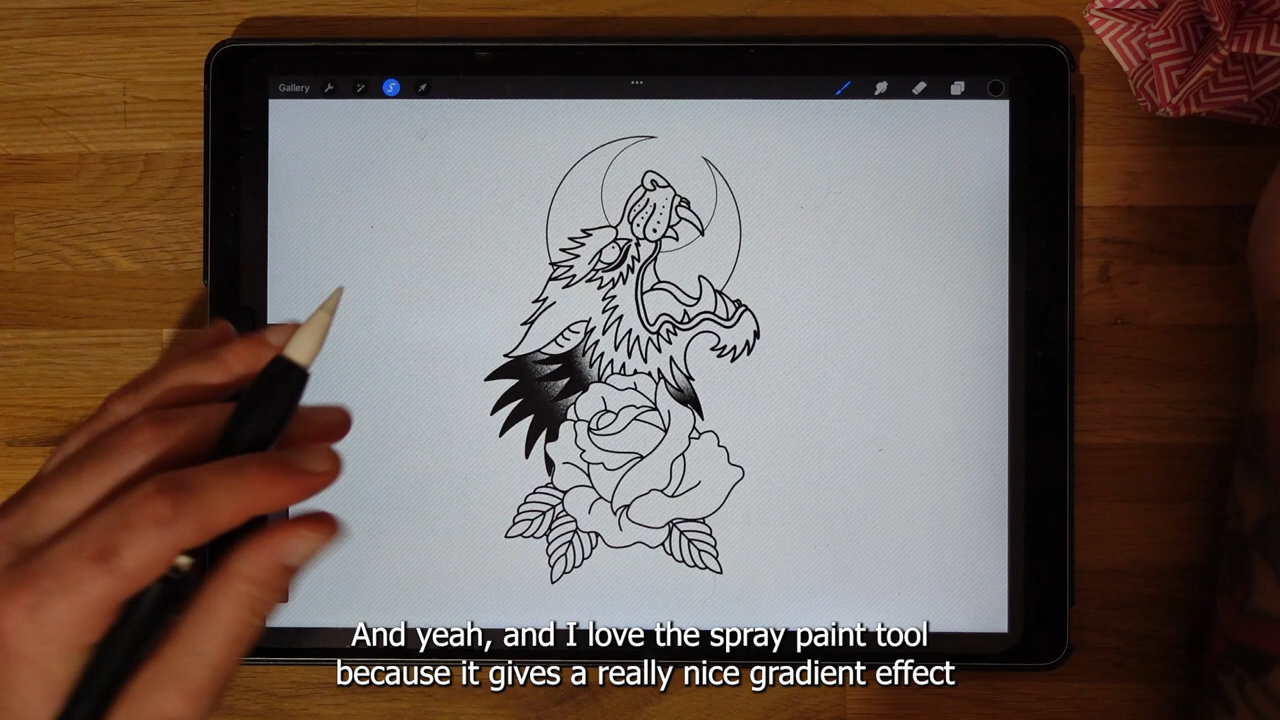 Gallery
And yeah, and I love the spray paint tool
because it gives a really nice gradient effect